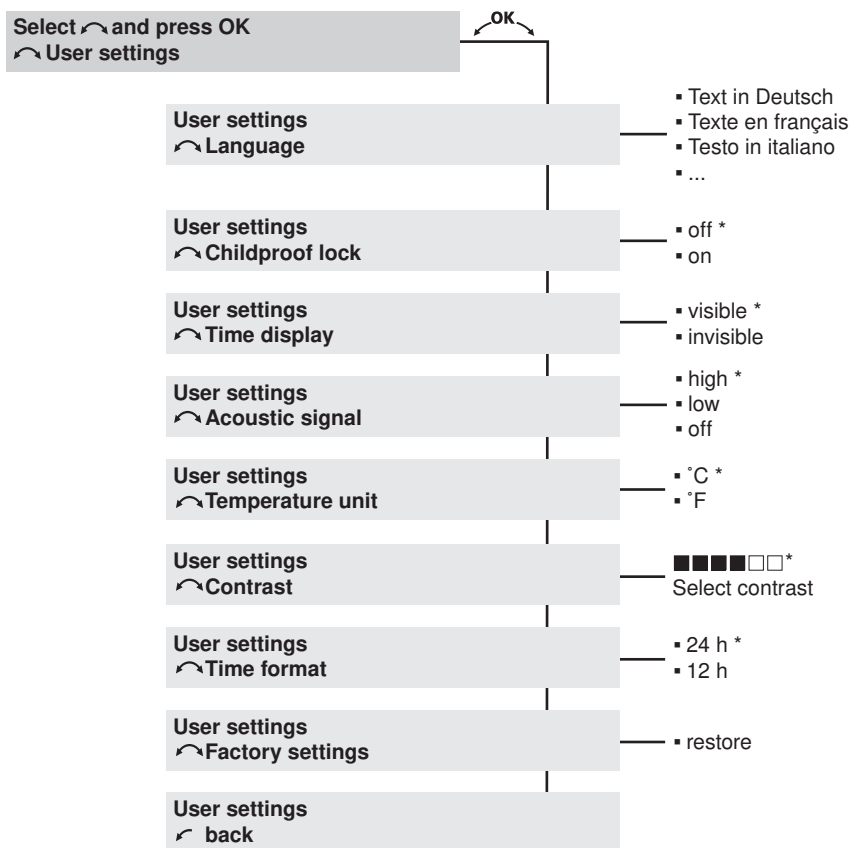 Select and press OK
User settings
OK
User settings
Language
▪ Text in Deutsch
▪ Texte en français
▪ Testo in italiano
▪ ...
User settings
Childproof lock
▪ off *
▪ on
User settings
Time display
▪ visible *
▪ invisible
User settings
Acoustic signal
▪ high *
▪ low
▪ off
User settings
Temperature unit
▪ ˚C *
▪ ˚F
User settings
Contrast
■■■■□□*
Select contrast
User settings
Time format
▪ 24 h *
▪ 12 h
User settings
Factory settings
▪ restore
User settings
back